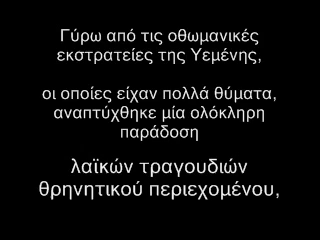 Γύρω από τις οθωμανικές
εκστρατείες της Υεμένης,
οι οποίες είχαν πολλά θύματα,
αναπτύχθηκε μία ολόκληρη
παράδοση
λαϊκών τραγουδιών
θρηνητικού περιεχομένου,